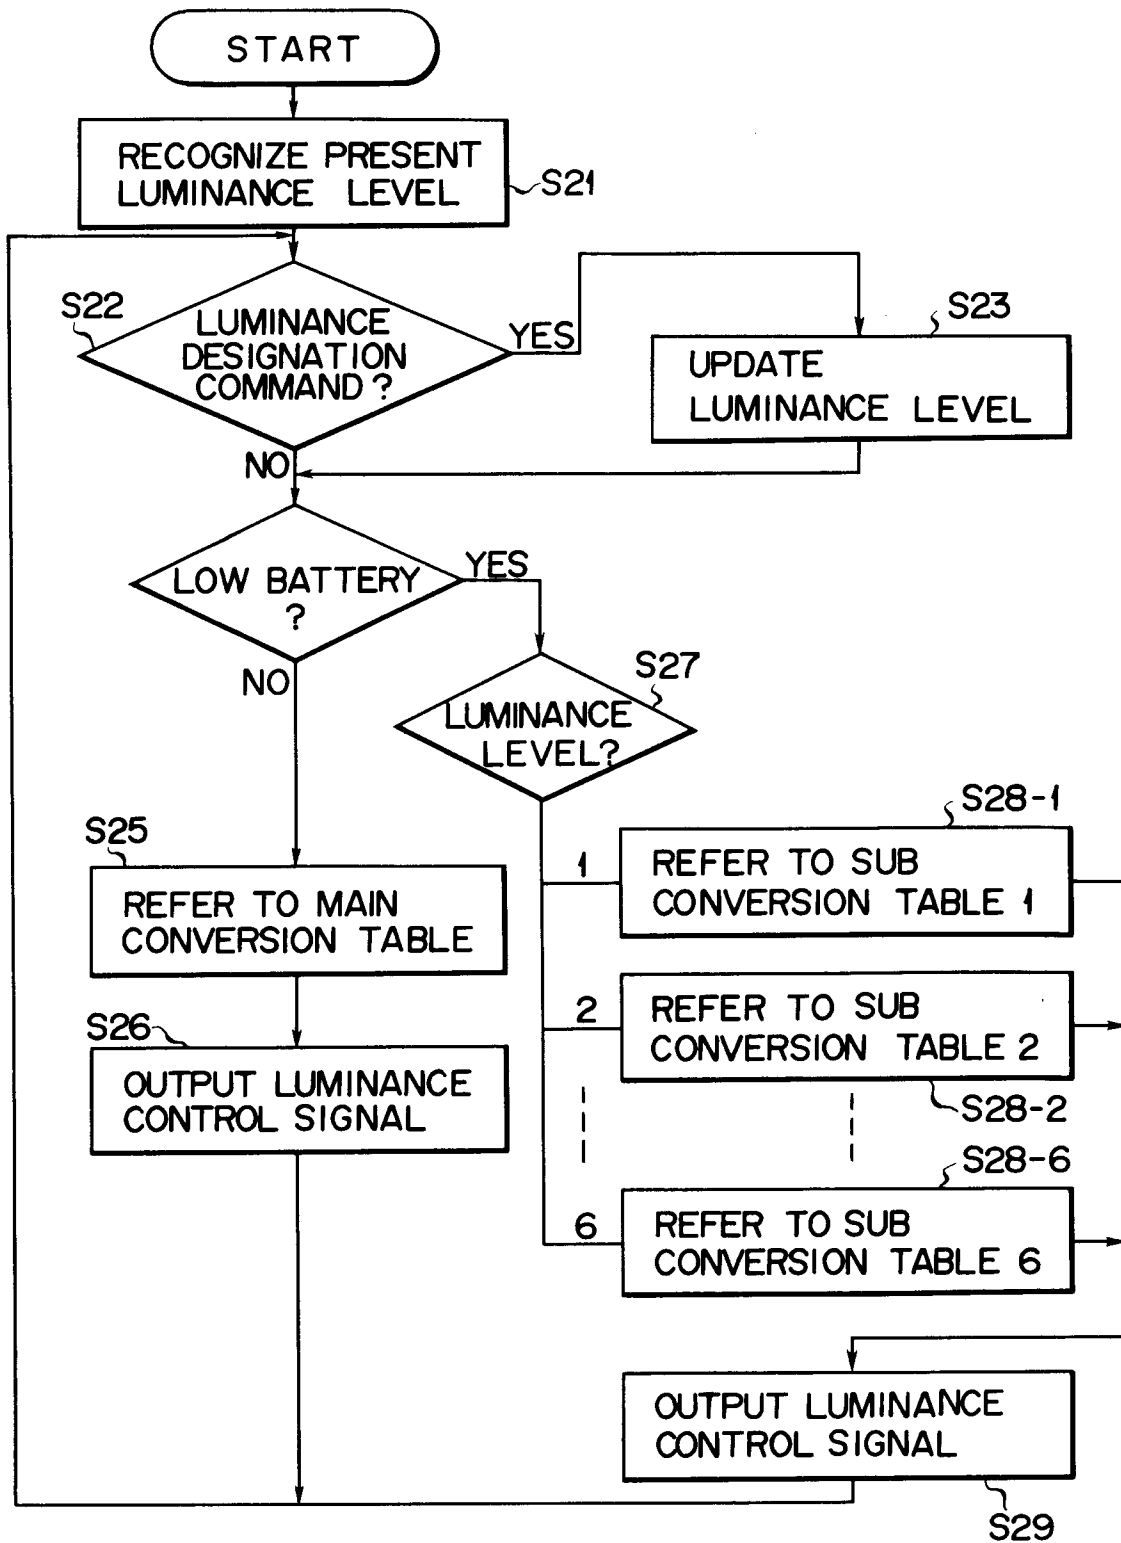 START
RECOGNIZE PRESENT
LUMINANCE LEVEL
S21
S22
LUMINANCE
DESIGNATION
COMMAND?
YES
S23
UPDATE
LUMINANCE LEVEL
NO
LOW BATTERY
?
YES
NO
S27
LUMINANCE
LEVEL?
S25
REFER TO MAIN
CONVERSION TABLE
S26
OUTPUT LUMINANCE
CONTROL SIGNAL
1
S28-1
REFER TO SUB
CONVERSION TABLE 1
2
REFER TO SUB
CONVERSION TABLE 2
S28-2
S28-6
6
REFER TO SUB
CONVERSION TABLE 6
OUTPUT LUMINANCE
CONTROL SIGNAL
S29